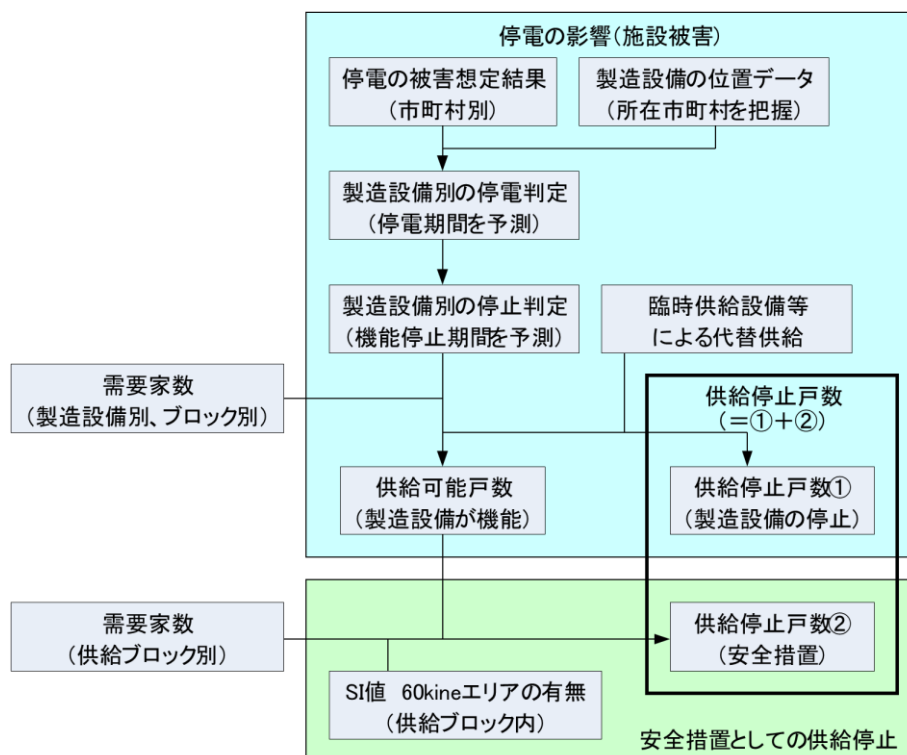 停電の影響(施設被害)
停電の被害想定結果
(市町村別)
製造設備の位置データ
(所在市町村を把握)
製造設備別の停電判定
(停電期間を予測)
製造設備別の停止判定
(機能停止期間を予測)
臨時供給設備等
による代替供給
需要家数
(製造設備別、ブロック別)
供給停止戸数
(=①+②)
供給可能戸数
(製造設備が機能)
供給停止戸数①
(製造設備の停止)
需要家数
(供給ブロック別)
供給停止戸数②
(安全措置)
SI値 60kineエリアの有無
(供給ブロック内)
安全措置としての供給停止